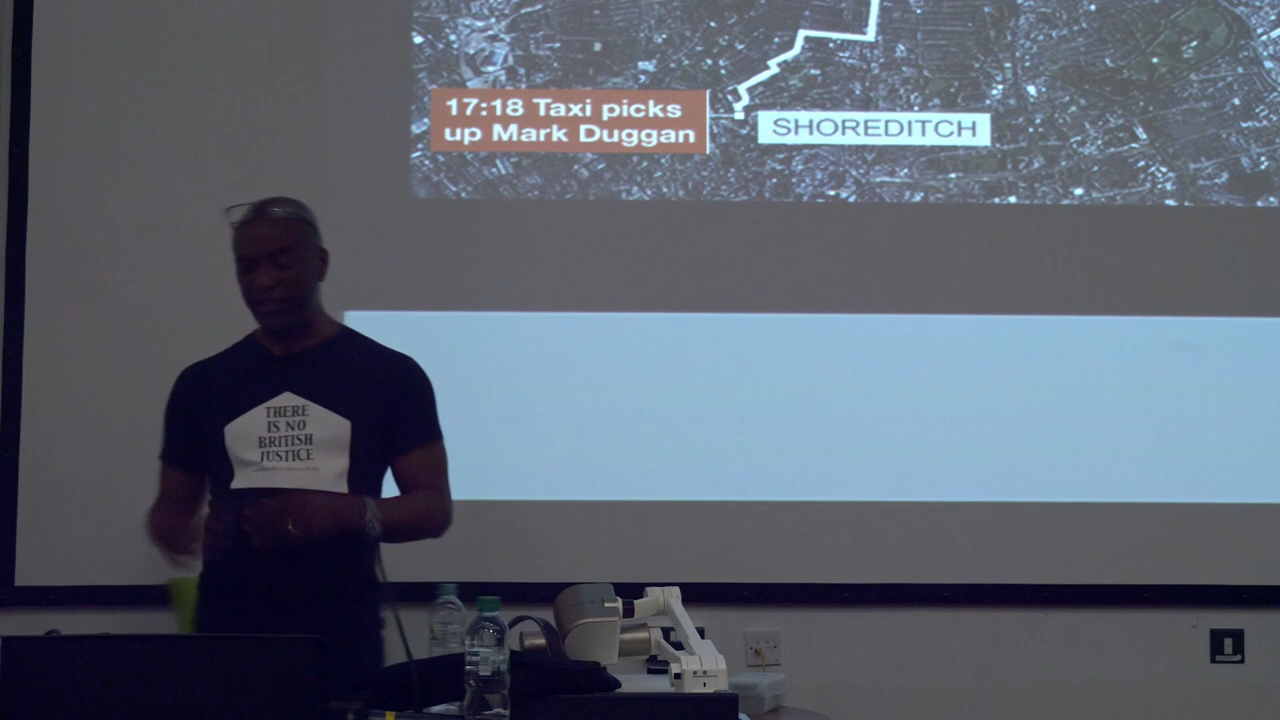 17:18 Taxi picks
up Mark Duggan
SHOREDITCH
THERE
IS NO
BRITISH
JUSTICE